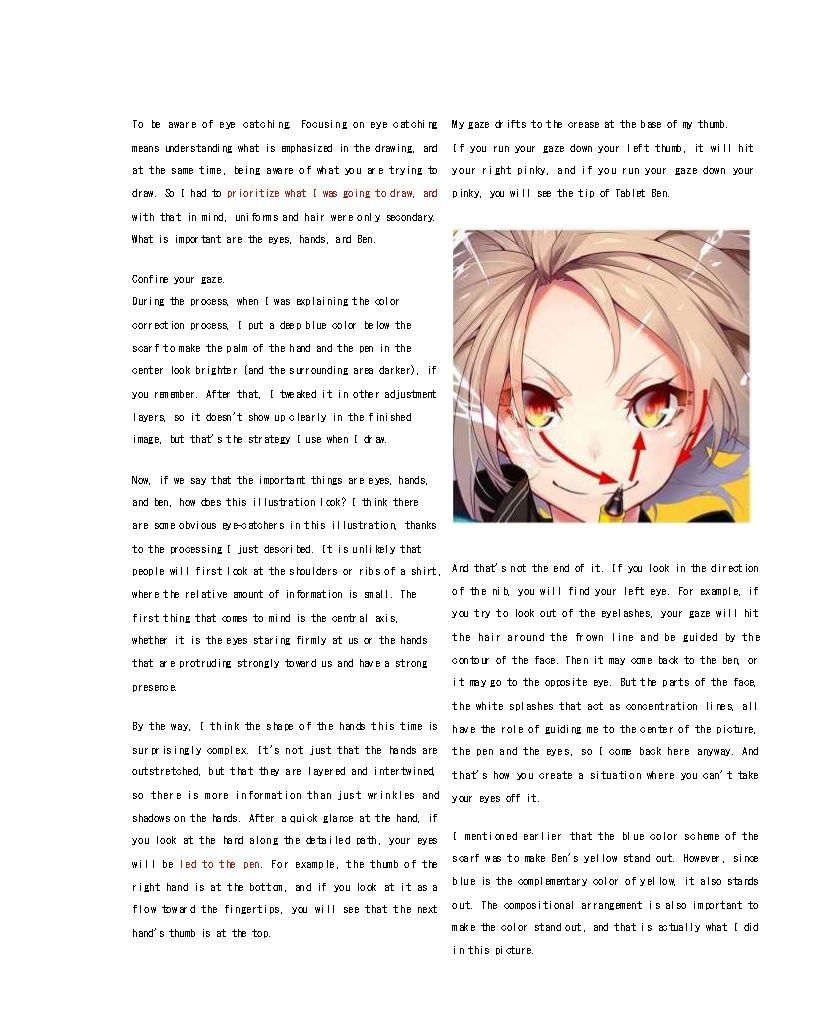 To be aware of eye catching. Focusing on eye catching
means understanding what is emphasized in the drawing, and
at the same time, being aware of what you are trying to
draw. So I had to prioritize what I was going to draw, and
with that in mind, uniforms and hair were only secondary.
What is important are the eyes, hands, and Ben.
Confine your gaze.
During the process, when I was explaining the color
correction process, I put a deep blue color below the
scarf to make the palm of the hand and the pen in the
center look brighter (and the surrounding area darker), if
you remember. After that, I tweaked it in other adjustment
layers, so it doesn't show up clearly in the finished
image, but that's the strategy I use when I draw.
Now, if we say that the important things are eyes, hands,
and ben, how does this illustration look? I think there
are some obvious eye-catchers in this illustration, thanks
to the processing I just described. It is unlikely that
people will first look at the shoulders or ribs of a shirt,
where the relative amount of information is small. The
first thing that comes to mind is the central axis,
whether it is the eyes staring firmly at us or the hands
that are protruding strongly toward us and have a strong
presence.
By the way, I think the shape of the hands this time is
surprisingly complex. It's not just that the hands are
outstretched, but that they are layered and intertwined,
so there is more information than just wrinkles and
shadows on the hands. After a quick glance at the hand, if
you look at the hand along the detailed path, your eyes
will be led to the pen. For example, the thumb of the
right hand is at the bottom, and if you look at it as a
flow toward the fingertips, you will see that the next
hand's thumb is at the top.
My gaze drifts to the crease at the base of my thumb.
If you run your gaze down your left thumb, it will hit
your right pinky, and if you run your gaze down your
pinky, you will see the tip of Tablet Ben.
And that's not the end of it. If you look in the direction
of the nib, you will find your left eye. For example, if
you try to look out of the eyelashes, your gaze will hit
the hair around the frown line and be guided by the
contour of the face. Then it may come back to the ben, or
it may go to the opposite eye. But the parts of the face,
the white splashes that act as concentration lines, all
have the role of guiding me to the center of the picture,
the pen and the eyes, so I come back here anyway. And
that's how you create a situation where you can't take
your eyes off it.
I mentioned earlier that the blue color scheme of the
scarf was to make Ben's yellow stand out. However, since
blue is the complementary color of yellow, it also stands
out. The compositional arrangement is also important to
make the color stand out, and that is actually what I did
in this picture.